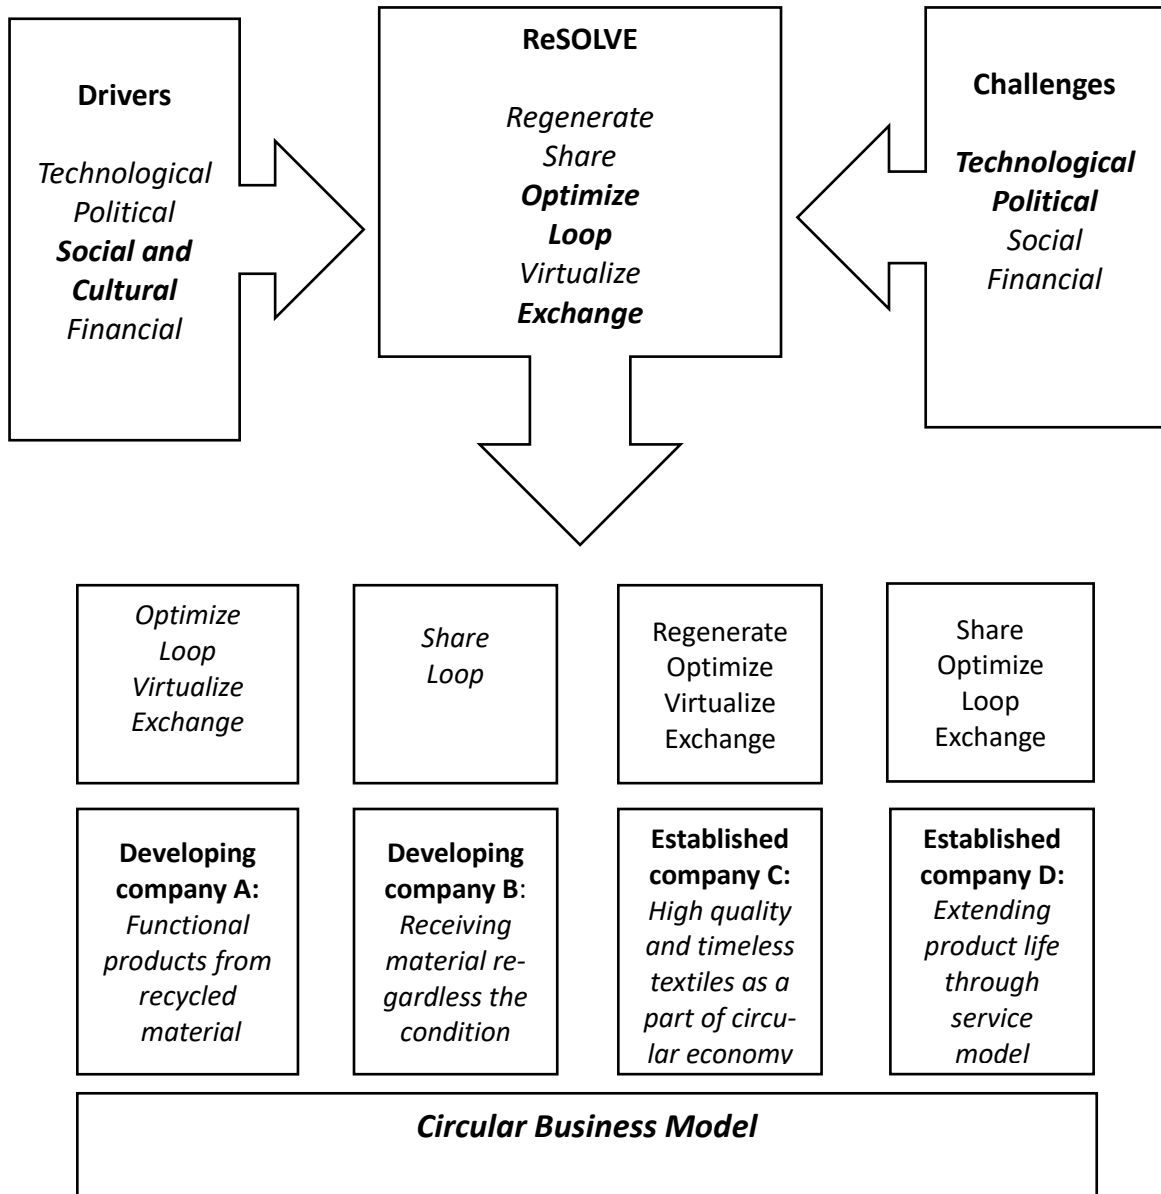 Drivers
Technological
Political
Social and
Cultural
Financial
ReSOLVE
Regenerate
Share
Optimize
Loop
Virtualize
Exchange
Challenges
Technological
Political
Social
Financial
Optimize
Loop
Virtualize
Exchange
Share
Loop
Regenerate
Optimize
Virtualize
Exchange
Share
Optimize
Loop
Exchange
Developing
company A:
Functional
products from
recycled
material
Developing
company B:
Receiving
material re-
gardless the
condition
Established
company C:
High quality
and timeless
textiles as a
part of circu-
lar economy
Established
company D:
Extending
product life
through
service
model
Circular Business Model